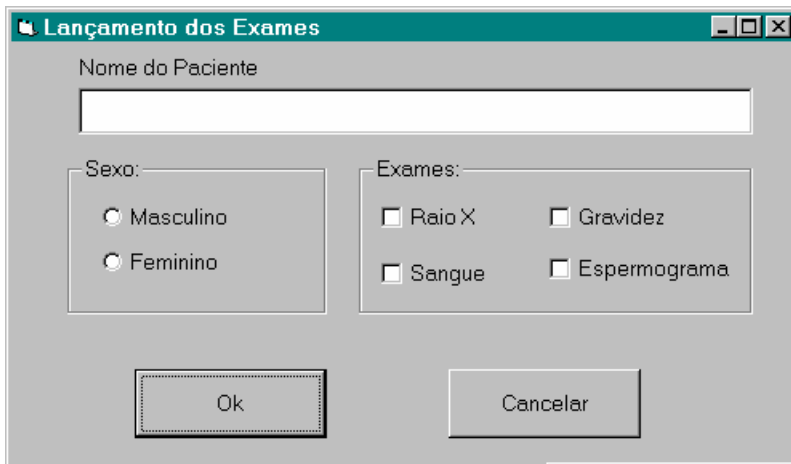 Lançamento dos Exames
Nome do Paciente
Sexo:
Masculino
Feminino
Exames:
Raio X
Gravidez
Sangue
Espermograma
Ok
Cancelar